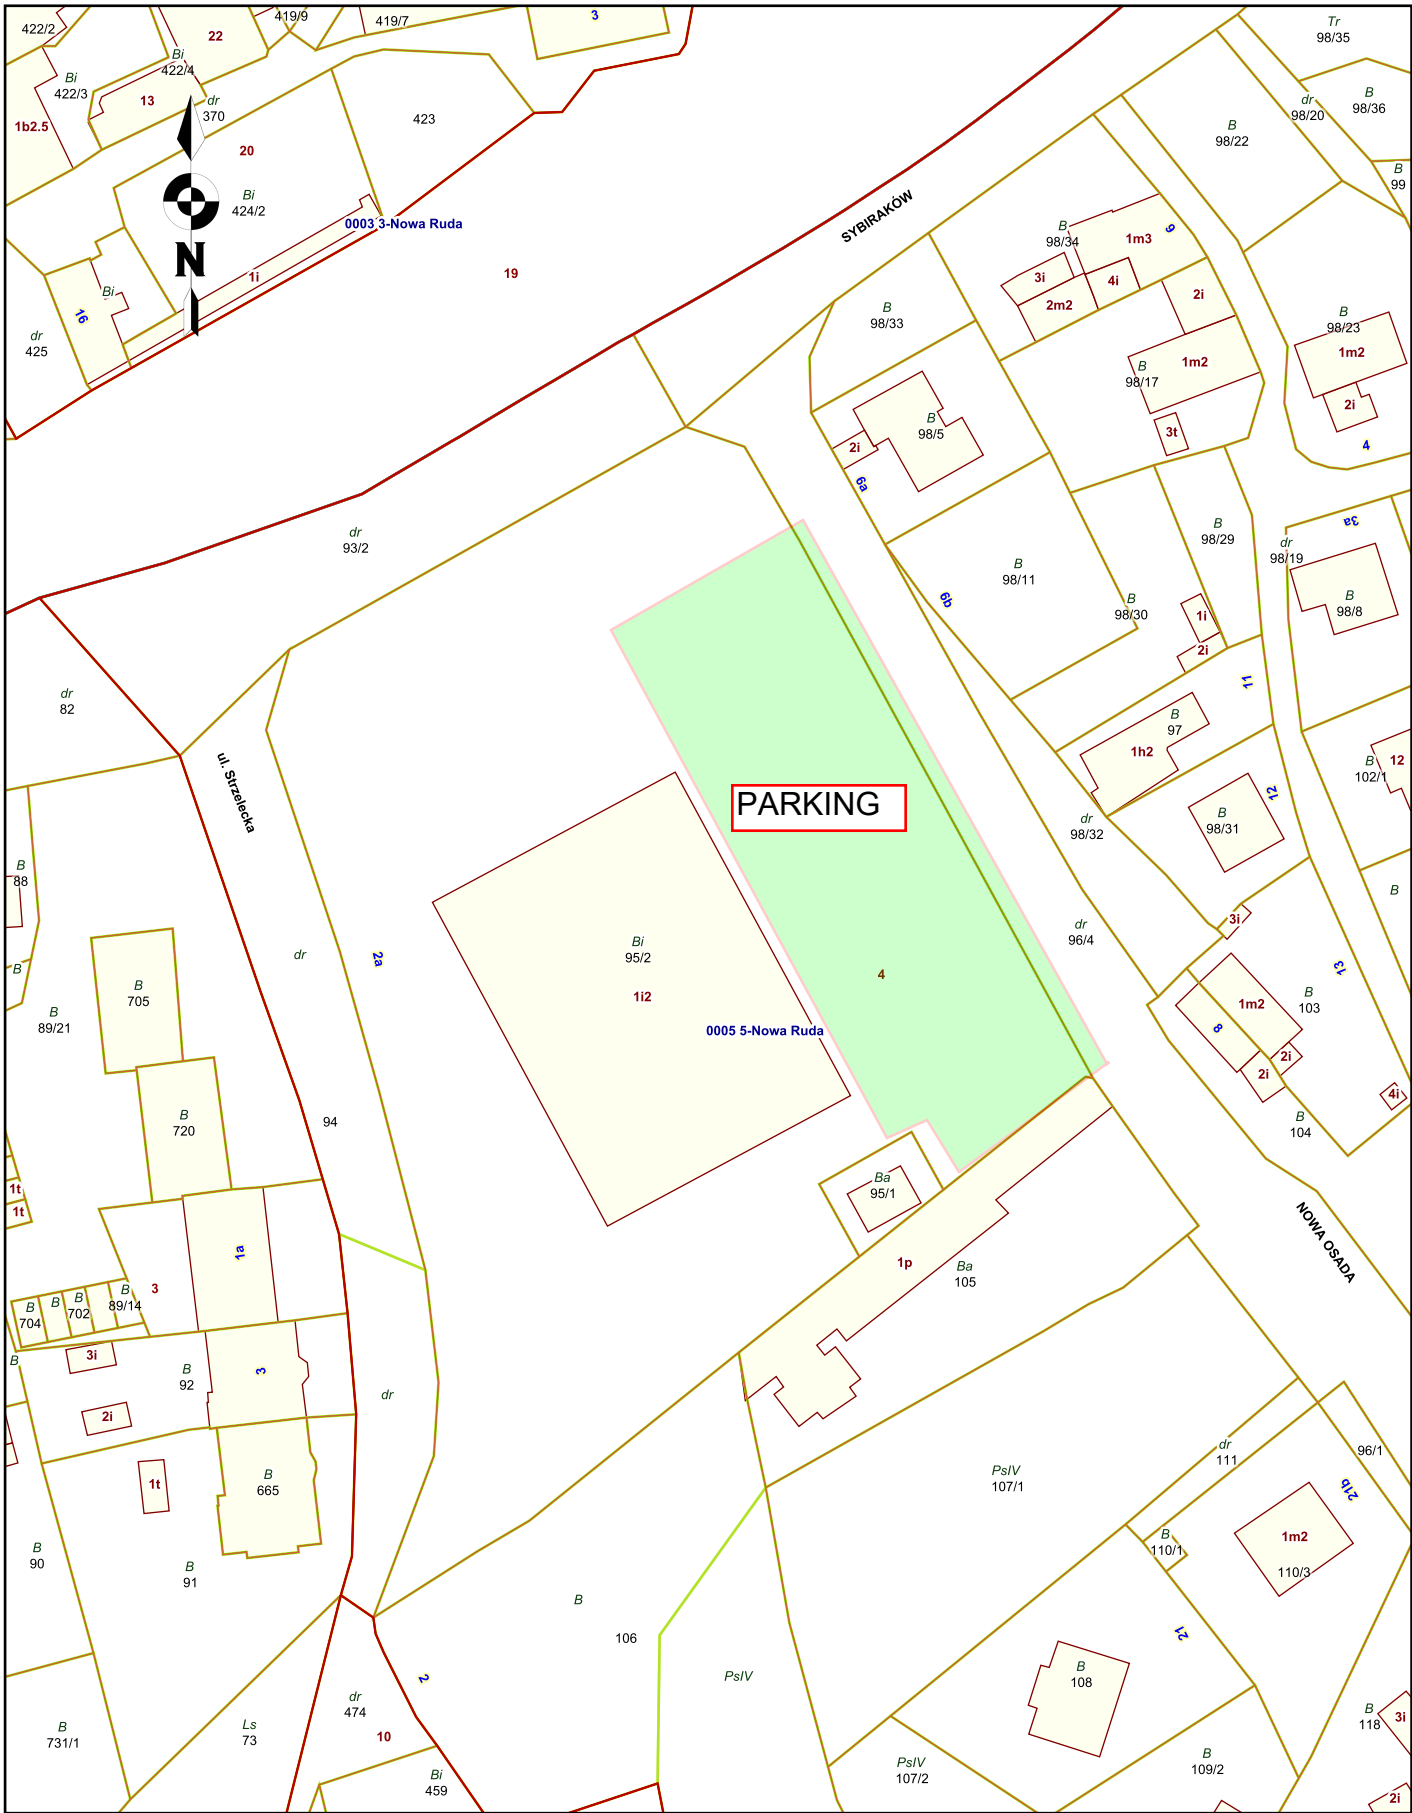 422/2
419/9
419/7
3
22
Bi
422/4
Bi
422/3
13
dr
370
1b2.5
20
423
Bi
424/2
0003 3-Nowa Ruda
N
1i
19
Bi
16
dr
425
SYBIRAKÓW
Tr
98/35
dr
98/20
B
98/36
B
98/22
B
99
B
98/34
1m3
9
3i
4i
2m2
2i
B
98/33
B
98/23
1m2
1m2
B
98/17
2i
3t
4
B
98/5
2i
6a
dr
93/2
B
98/29
3a
dr
98/19
B
98/11
B
98/8
6b
B
98/30
1i
2i
11
dr
82
B
97
1h2
B
102/1
12
ul. Strzelecka
PARKING
12
B
98/31
dr
98/32
B
88
B
3i
dr
96/4
Bi
95/2
1i2
2a
dr
4
0005 5-Nowa Ruda
B
B
705
B
89/21
13
1m2
B
103
8
2i
2i
4i
B
104
94
B
720
1t
1t
Ba
95/1
NOWA OSADA
1a
3
1p
Ba
105
B
704
B
B
702
B
89/14
B
3i
B
92
3
2i
dr
1t
B
665
PsIV
107/1
dr
111
96/1
21b
1m2
110/3
B
110/1
B
90
B
91
B
106
21
PsIV
B
108
2
dr
474
10
Ls
73
B
731/1
Bi
459
PsIV
107/2
B
109/2
B
118
3i
2i